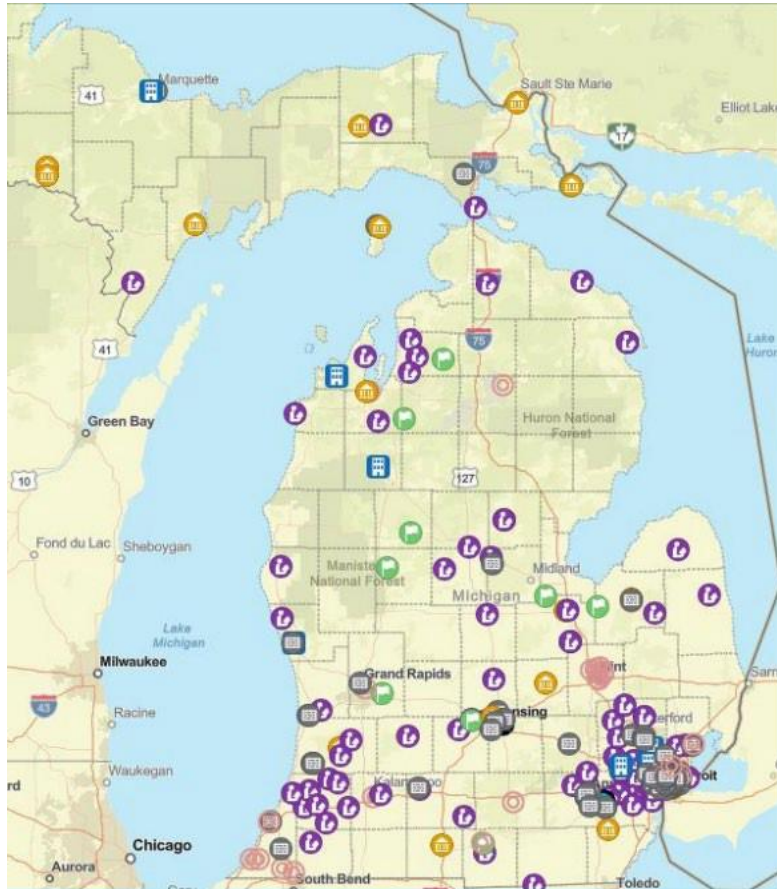 Marquette
41
Sault Ste Marie
Elliot Lake
17
75
41
75
Lake
Huron
Green Bay
Huron National
Forest
10
127
Fond du Lac
Sheboygan
Manistee
National Forest
Midland
Michigan
Lake
Michigan
Milwaukee
Grand Rapids
43
Racine
Waukegan
Chicago
Aurora
South Bend
Toledo